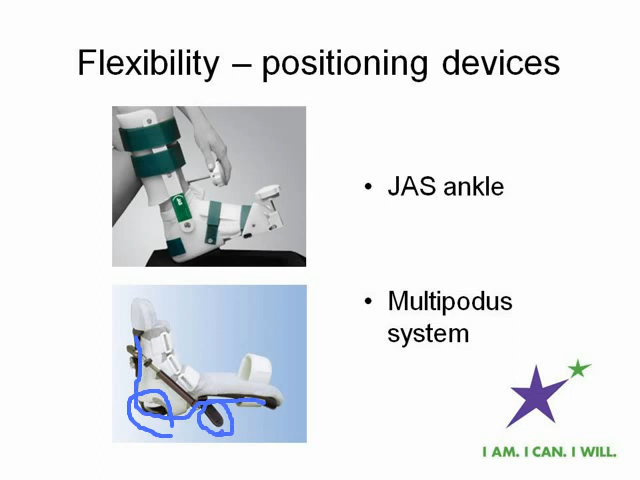 Flexibility – positioning devices
• JAS ankle
• Multipodus
system
I AM. I CAN. I WILL.